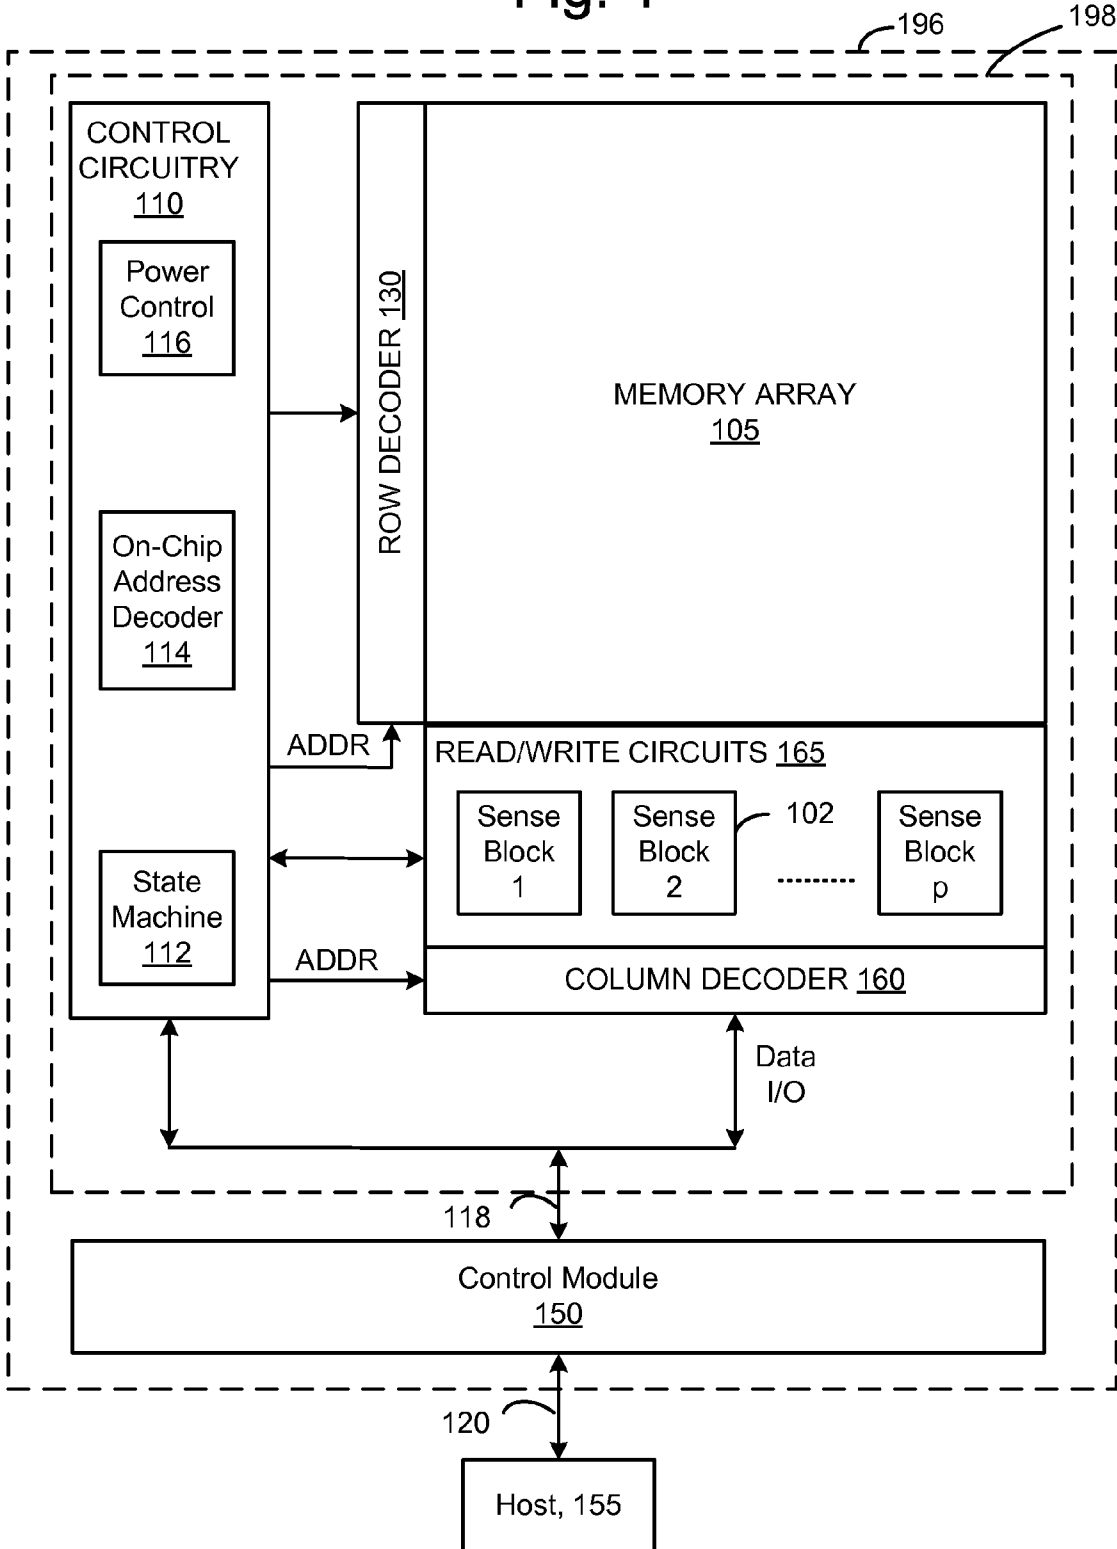 196
198
CONTROL
CIRCUITRY
110
Power
Control
116
On-Chip
Address
Decoder
114
State
Machine
112
ROW DECODER 130
MEMORY ARRAY
105
ADDR
READ/WRITE CIRCUITS 165
Sense
Block
1
Sense
Block
2
102
.........
Sense
Block
p
ADDR
COLUMN DECODER 160
Data
I/O
118
Control Module
150
120
Host, 155